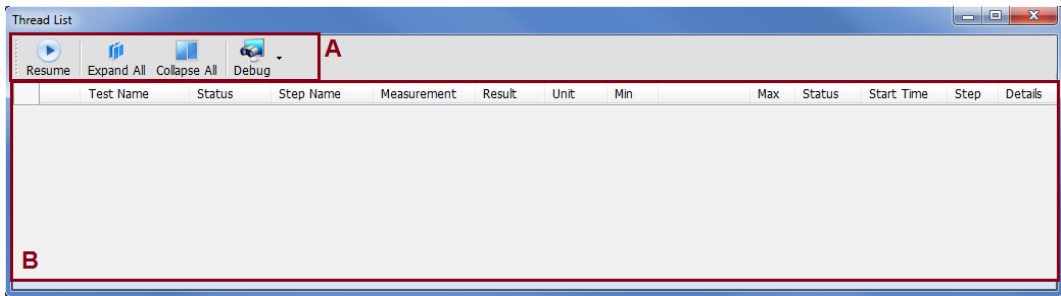 Thread List
A
Resume Expand All Collapse All Debug
Test Name Status Step Name Measurement Result Unit Min Max Status Start Time Step Details
B